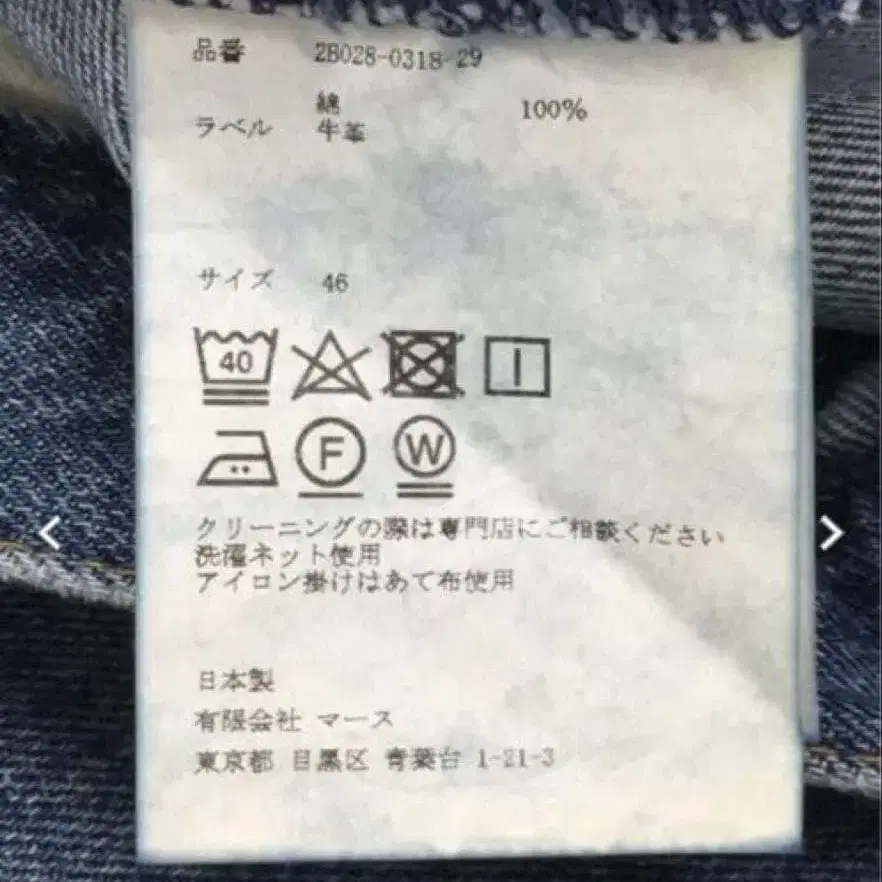 品番 2B028-0318-29
綿 100%
ラベル 牛革
サイズ 46
40
F W
クリーニングの際は専門店にご相談ください
洗濯ネット使用
アイロン掛けはあて布使用
日本製
有限会社 マース
東京都 目黒区 青葉台 1-21-3